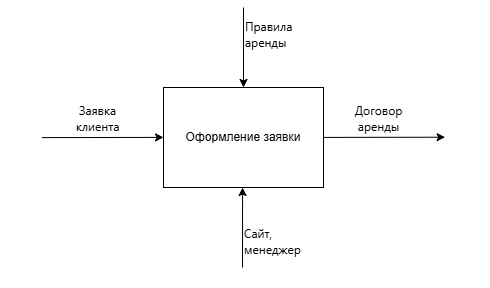 Правила
аренды
Заявка
клиента
Оформление заявки
Договор
аренды
Сайт,
менеджер